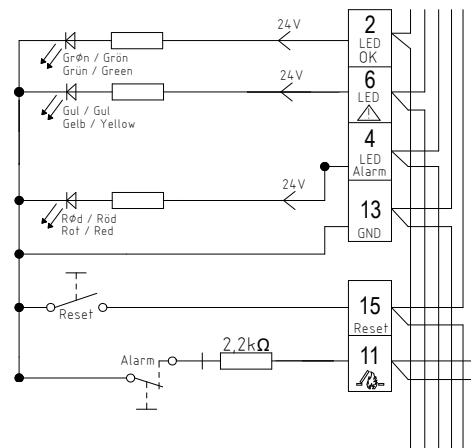 24V
2
LED
OK
Grøn / Grön
Grün / Green
24V
6
LED
Gul / Gul
Gelb / Yellow
4
LED
Alarm
24V
Rød / Röd
Rot / Red
13
GND
15
Reset
Reset
2,2kΩ
11
Alarm